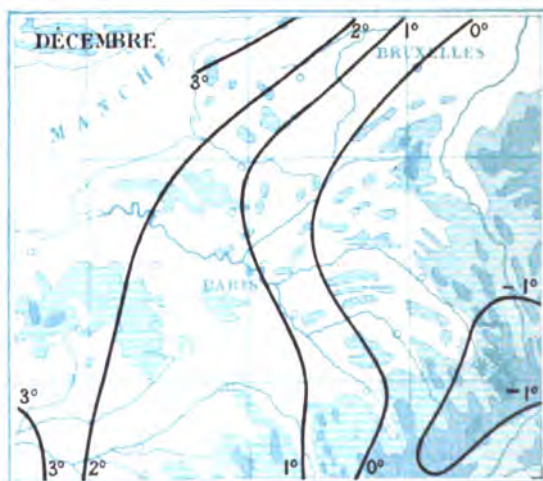 DÉCEMBRE
2° 1° 0°
BRUXELLES
3°
MANCHE
PARIS
-1°
3°
-1°
3° 2° 1° 0°